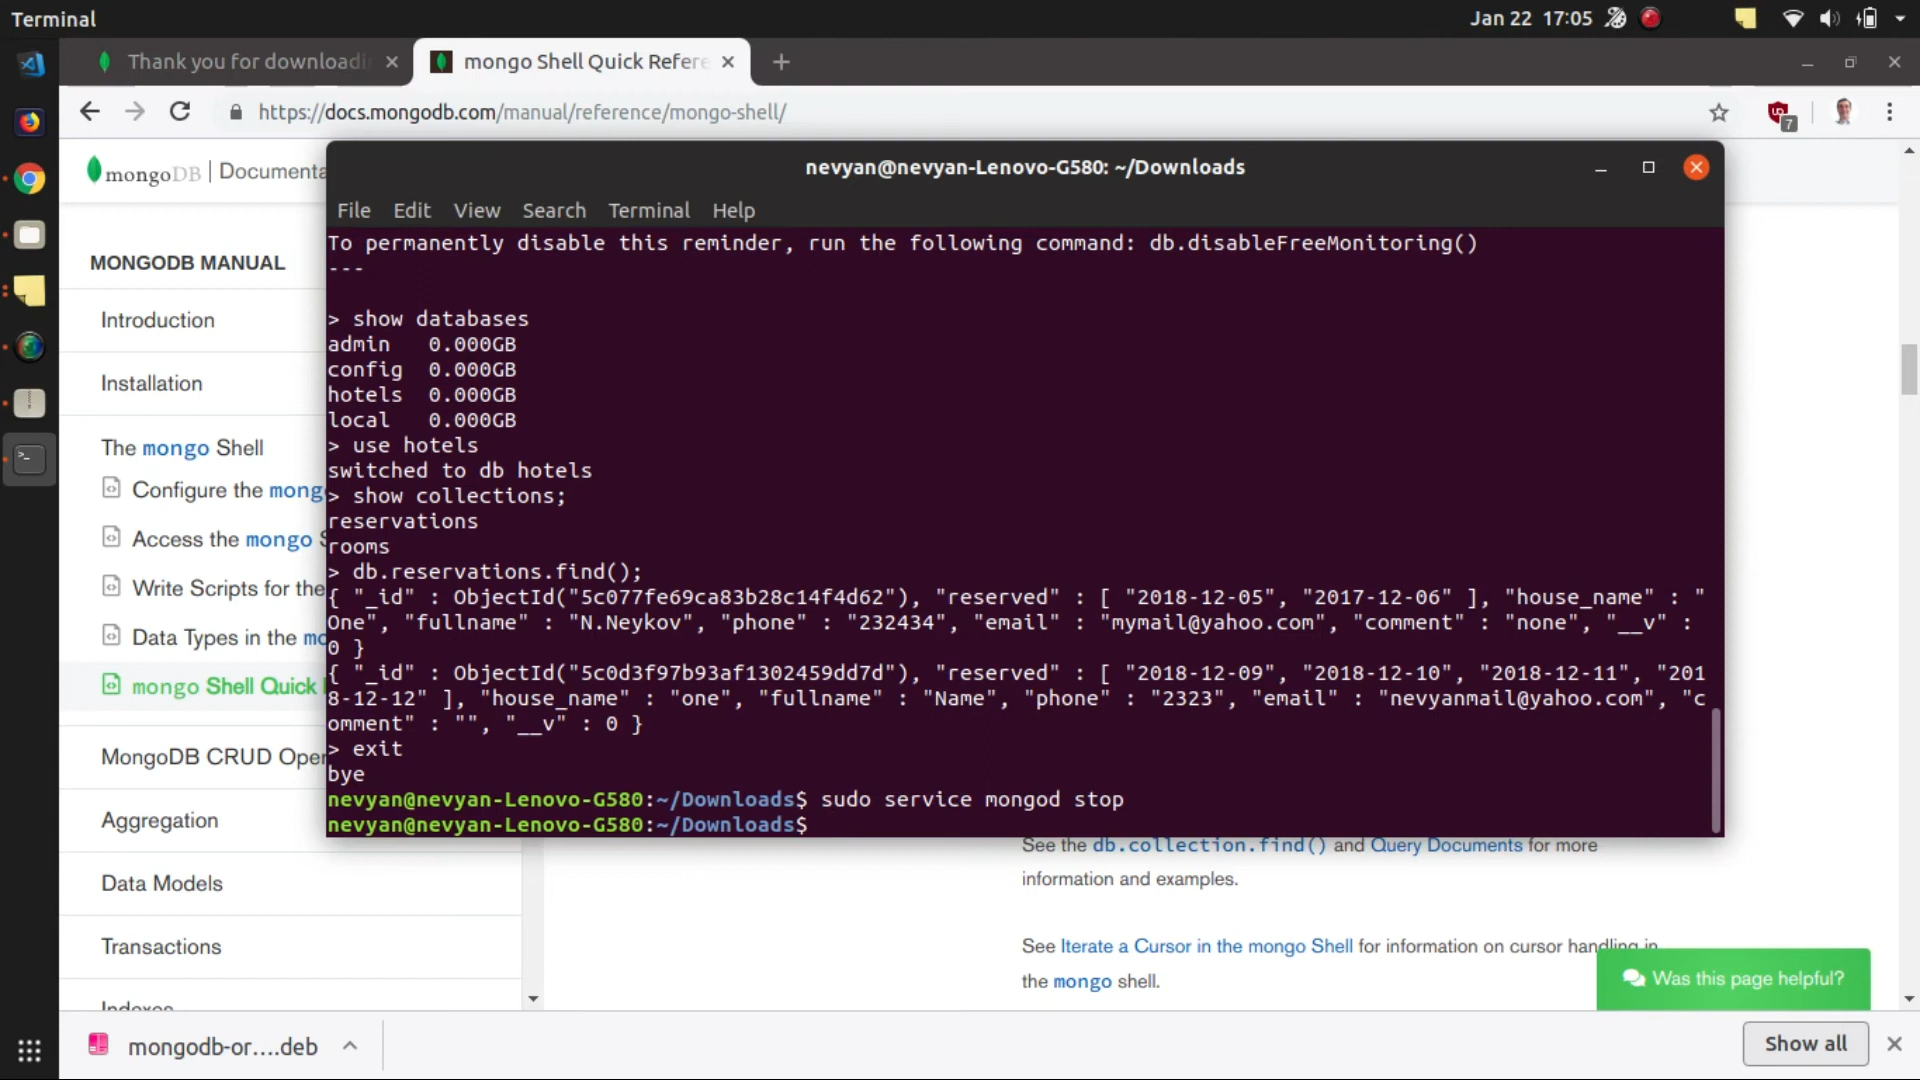 Terminal
Jan 22 17:05
Thank you for downloadi
mongo Shell Quick Refere
https://docs.mongodb.com/manual/reference/mongo-shell/
7
mongoDB | Documenta
MONGODB MANUAL
Introduction
Installation
The mongo Shell
Configure the mong
Access the mongo S
Write Scripts for the
Data Types in the mo
mongo Shell Quick
MongoDB CRUD Oper
Aggregation
Data Models
Transactions
Indexes
nevyan@nevyan-Lenovo-G580: ~/Downloads
File Edit View Search Terminal Help
To permanently disable this reminder, run the following command: db.disableFreeMonitoring()
---
> show databases
admin 0.000GB
config 0.000GB
hotels 0.000GB
local 0.000GB
> use hotels
switched to db hotels
> show collections;
reservations
rooms
> db.reservations.find();
{ "_id" : ObjectId("5c077fe69ca83b28c14f4d62"), "reserved" : [ "2018-12-05", "2017-12-06" ], "house_name" : "
One", "fullname" : "N.Neykov", "phone" : "232434", "email" : "mymail@yahoo.com", "comment" : "none", "__v" :
0 }
{ "_id" : ObjectId("5c0d3f97b93af1302459dd7d"), "reserved" : [ "2018-12-09", "2018-12-10", "2018-12-11", "201
8-12-12" ], "house_name" : "one", "fullname" : "Name", "phone" : "2323", "email" : "nevyanmail@yahoo.com", "c
omment" : "", "__v" : 0 }
> exit
bye
nevyan@nevyan-Lenovo-G580:~/Downloads$ sudo service mongod stop
nevyan@nevyan-Lenovo-G580:~/Downloads$
See the db.collection.find() and Query Documents for more
information and examples.
See Iterate a Cursor in the mongo Shell for information on cursor handling in
the mongo shell.
Was this page helpful?
mongodb-or....deb
Show all